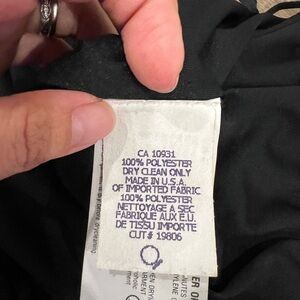 CA 10931
100% POLYESTER
DRY CLEAN ONLY
MADE IN U.S.A.
OF IMPORTED FABRIC
100% POLYESTER
NETTOYAGE A SEC
FABRIQUE AUX E.U.
DE TISSU IMPORTE
CUT # 19806